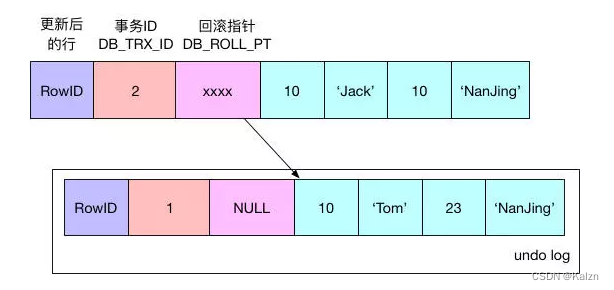 更新后 事务ID 回滚指针
的行 DB_TRX_ID DB_ROLL_PT
RowID 2 xxxx 10 ‘Jack’ 10 ‘NanJing’
RowID 1 NULL 10 ‘Tom’ 23 ‘NanJing’
undo log
CSDN @Kalzn